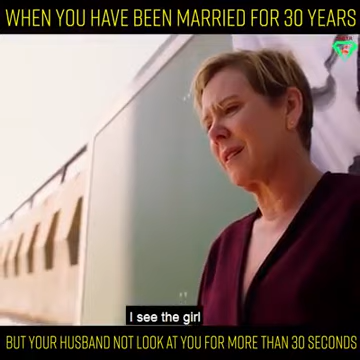 WHEN YOU HAVE BEEN MARRIED FOR 30 YEARS
I see the girl
BUT YOUR HUSBAND NOT LOOK AT YOU FOR MORE THAN 30 SECONDS